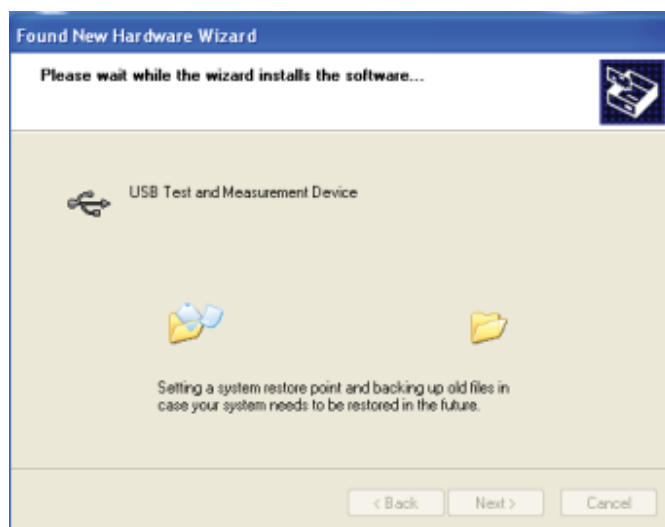 Found New Hardware Wizard
Please wait while the wizard installs the software...
USB Test and Measurement Device
Setting a system restore point and backing up old files in
case your system needs to be restored in the future.
< Back Next > Cancel